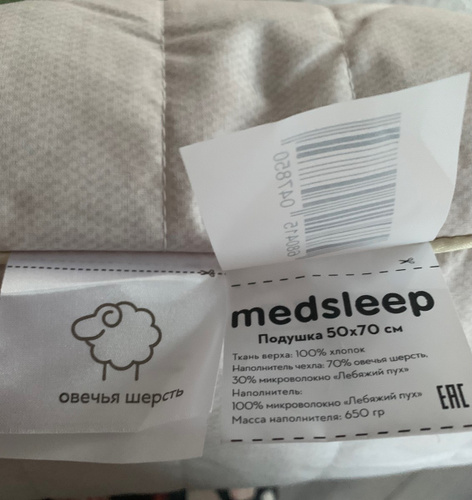 овечья шерсть
medsleep
Подушка 50х70 см
Ткань верха: 100% хлопок
Наполнитель чехла: 70% овечья шерсть,
30% микроволокно «Лебяжий пух»
Наполнитель:
100% микроволокно «Лебяжий пух»
Масса наполнителя: 650 гр
EAC